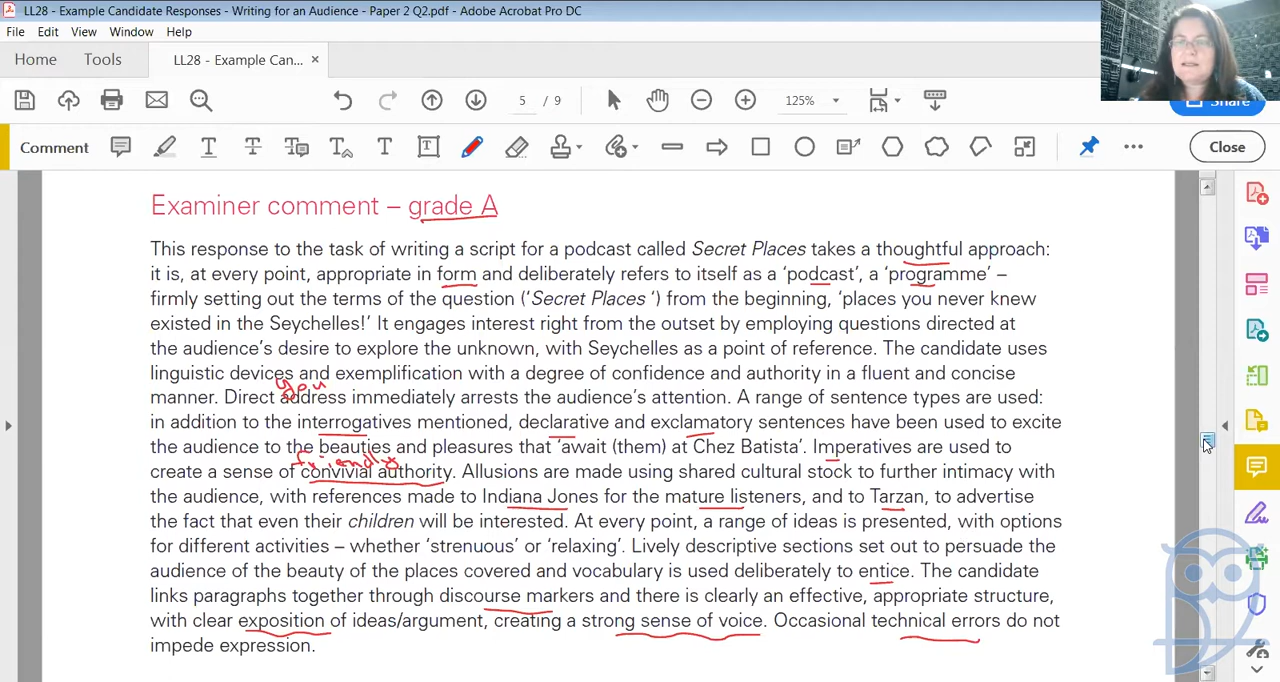 LL28 - Example Candidate Responses - Writing for an Audience - Paper 2 Q2.pdf - Adobe Acrobat Pro DC
File Edit View Window Help
Home Tools LL28 - Example Can... ×
5 / 9 125% Share
Comment Close
Examiner comment – grade A
This response to the task of writing a script for a podcast called Secret Places takes a thoughtful approach:
it is, at every point, appropriate in form and deliberately refers to itself as a ‘podcast’, a ‘programme’ –
firmly setting out the terms of the question (‘Secret Places ‘) from the beginning, ‘places you never knew
existed in the Seychelles!’ It engages interest right from the outset by employing questions directed at
the audience’s desire to explore the unknown, with Seychelles as a point of reference. The candidate uses
linguistic devices and exemplification with a degree of confidence and authority in a fluent and concise
you
manner. Direct address immediately arrests the audience’s attention. A range of sentence types are used:
in addition to the interrogatives mentioned, declarative and exclamatory sentences have been used to excite
the audience to the beauties and pleasures that ‘await (them) at Chez Batista’. Imperatives are used to
friendly
create a sense of convivial authority. Allusions are made using shared cultural stock to further intimacy with
the audience, with references made to Indiana Jones for the mature listeners, and to Tarzan, to advertise
the fact that even their children will be interested. At every point, a range of ideas is presented, with options
for different activities – whether ‘strenuous’ or ‘relaxing’. Lively descriptive sections set out to persuade the
audience of the beauty of the places covered and vocabulary is used deliberately to entice. The candidate
links paragraphs together through discourse markers and there is clearly an effective, appropriate structure,
with clear exposition of ideas/argument, creating a strong sense of voice. Occasional technical errors do not
impede expression.